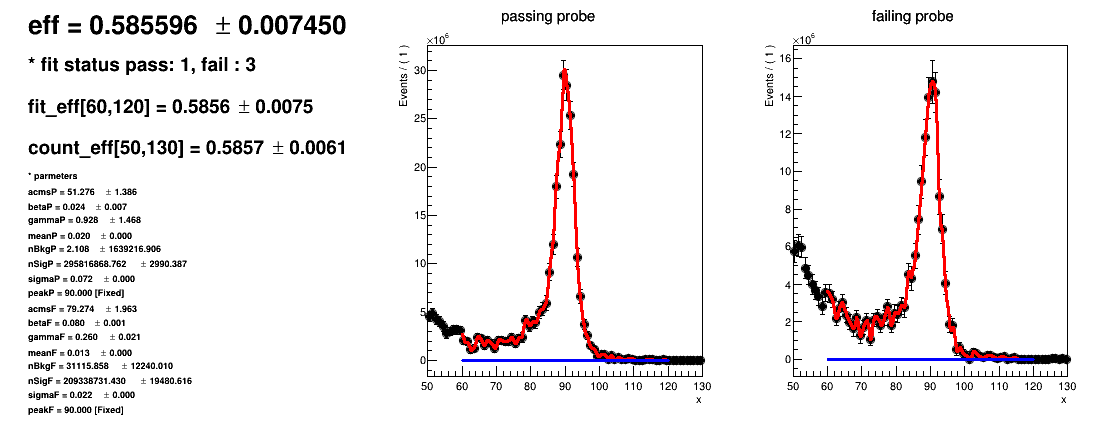 eff = 0.585596 ± 0.007450
* fit status pass: 1, fail : 3
fit_eff[60,120] = 0.5856 ± 0.0075
count_eff[50,130] = 0.5857 ± 0.0061
* parmeters
acmsP = 51.276 ± 1.386
betaP = 0.024 ± 0.007
gammaP = 0.928 ± 1.468
meanP = 0.020 ± 0.000
nBkgP = 2.108 ± 1639216.906
nSigP = 295816868.762 ± 2990.387
sigmaP = 0.072 ± 0.000
peakP = 90.000 [Fixed]
acmsF = 79.274 ± 1.963
betaF = 0.080 ± 0.001
gammaF = 0.260 ± 0.021
meanF = 0.013 ± 0.000
nBkgF = 31115.858 ± 12240.010
nSigF = 209338731.430 ± 19480.616
sigmaF = 0.022 ± 0.000
peakF = 90.000 [Fixed]
passing probe
×10⁶
Events / ( 1 )
30
25
20
15
10
5
0
50 60 70 80 90 100 110 120 130
x
failing probe
×10⁶
Events / ( 1 )
16
14
12
10
8
6
4
2
0
50 60 70 80 90 100 110 120 130
x